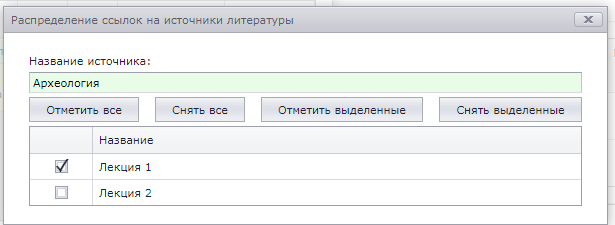 Распределение ссылок на источники литературы
Название источника:
Археология
Отметить все Снять все Отметить выделенные Снять выделенные
Название
Лекция 1
Лекция 2